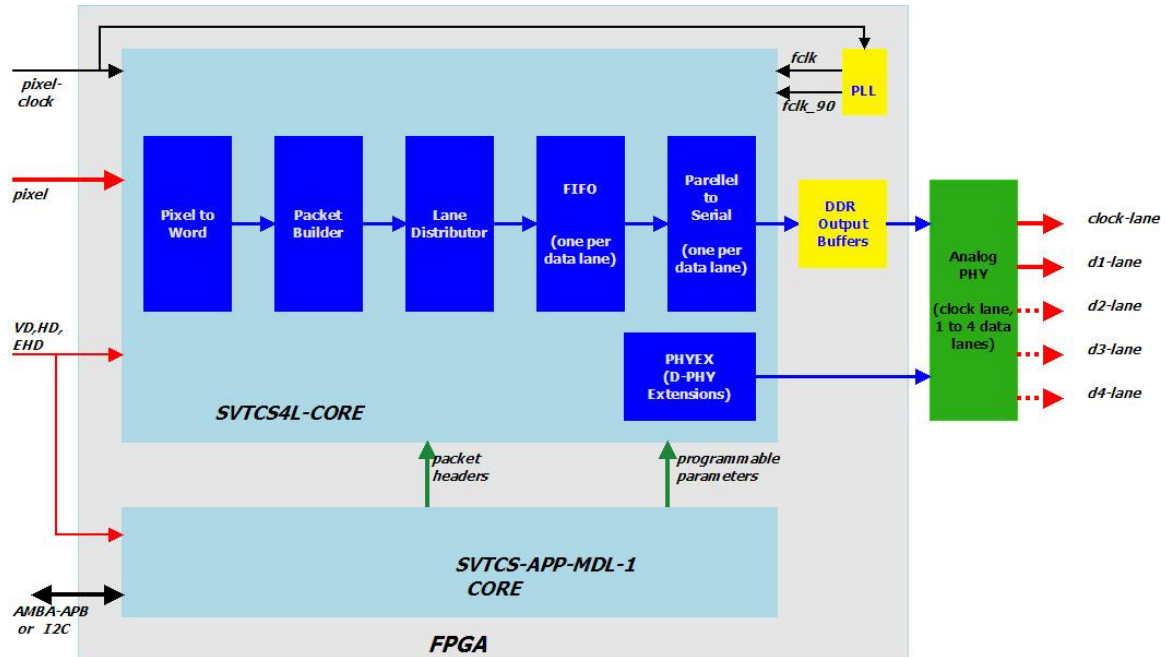 pixel-
clock
fclk
fclk_90
PLL
pixel
Pixel to
Word
Packet
Builder
Lane
Distributor
FIFO
(one per
data lane)
Parellel
to
Serial
(one per
data lane)
DDR
Output
Buffers
Analog
PHY
(clock lane,
1 to 4 data
lanes)
clock-lane
d1-lane
d2-lane
d3-lane
d4-lane
VD,HD,
EHD
PHYEX
(D-PHY
Extensions)
SVTCS4L-CORE
packet
headers
programmable
parameters
SVTCS-APP-MDL-1
CORE
AMBA-APB
or I2C
FPGA